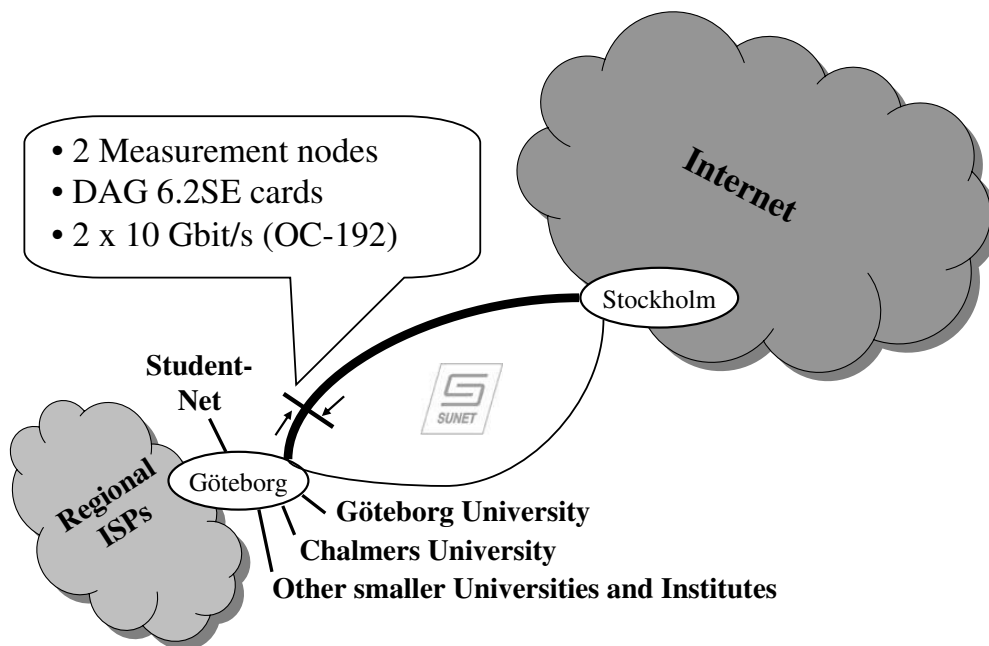 • 2 Measurement nodes
• DAG 6.2SE cards
• 2 x 10 Gbit/s (OC-192)
Internet
Stockholm
Student-
Net
SUNET
Regional
ISPs
Göteborg
Göteborg University
Chalmers University
Other smaller Universities and Institutes